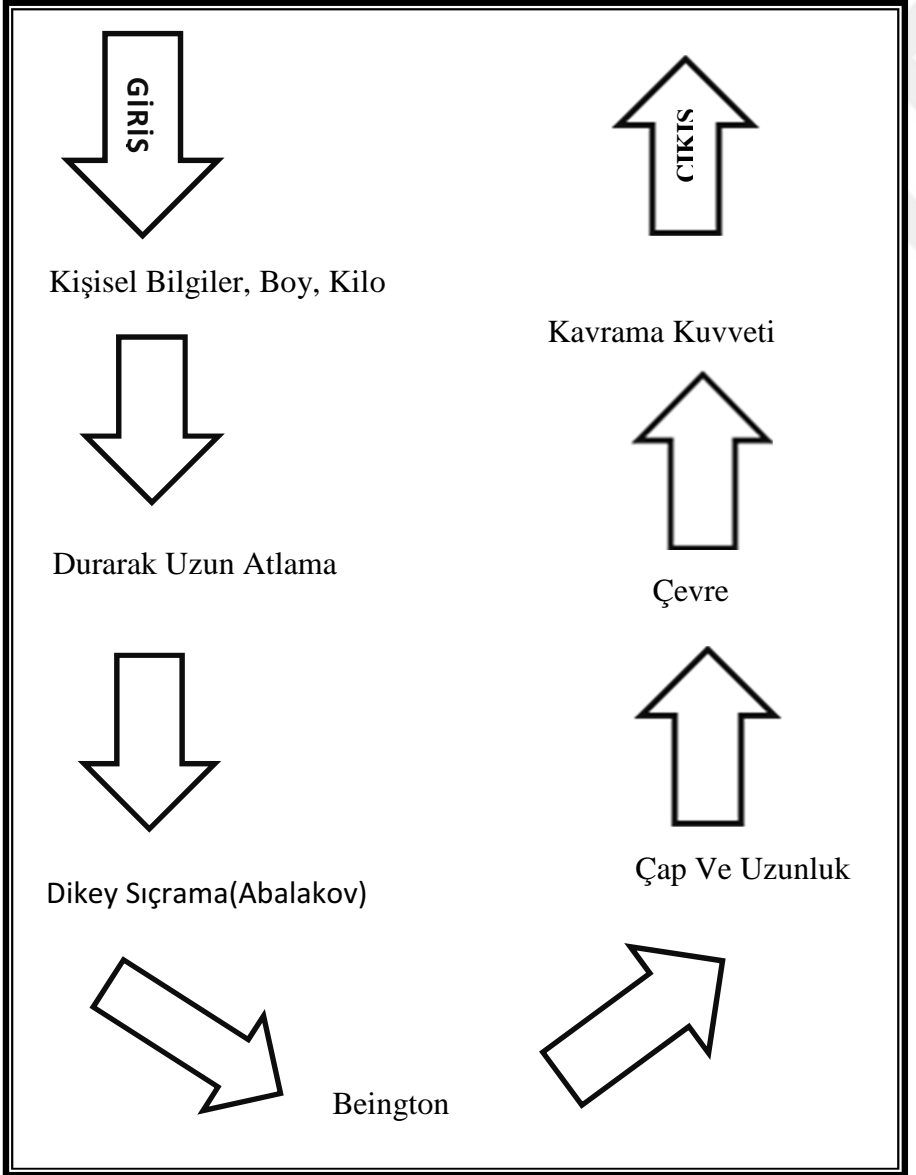 GİRİŞ
Kişisel Bilgiler, Boy, Kilo
Durarak Uzun Atlama
Dikey Sıçrama(Abalakov)
Beington
Çap Ve Uzunluk
Çevre
Kavrama Kuvveti
CIKIS